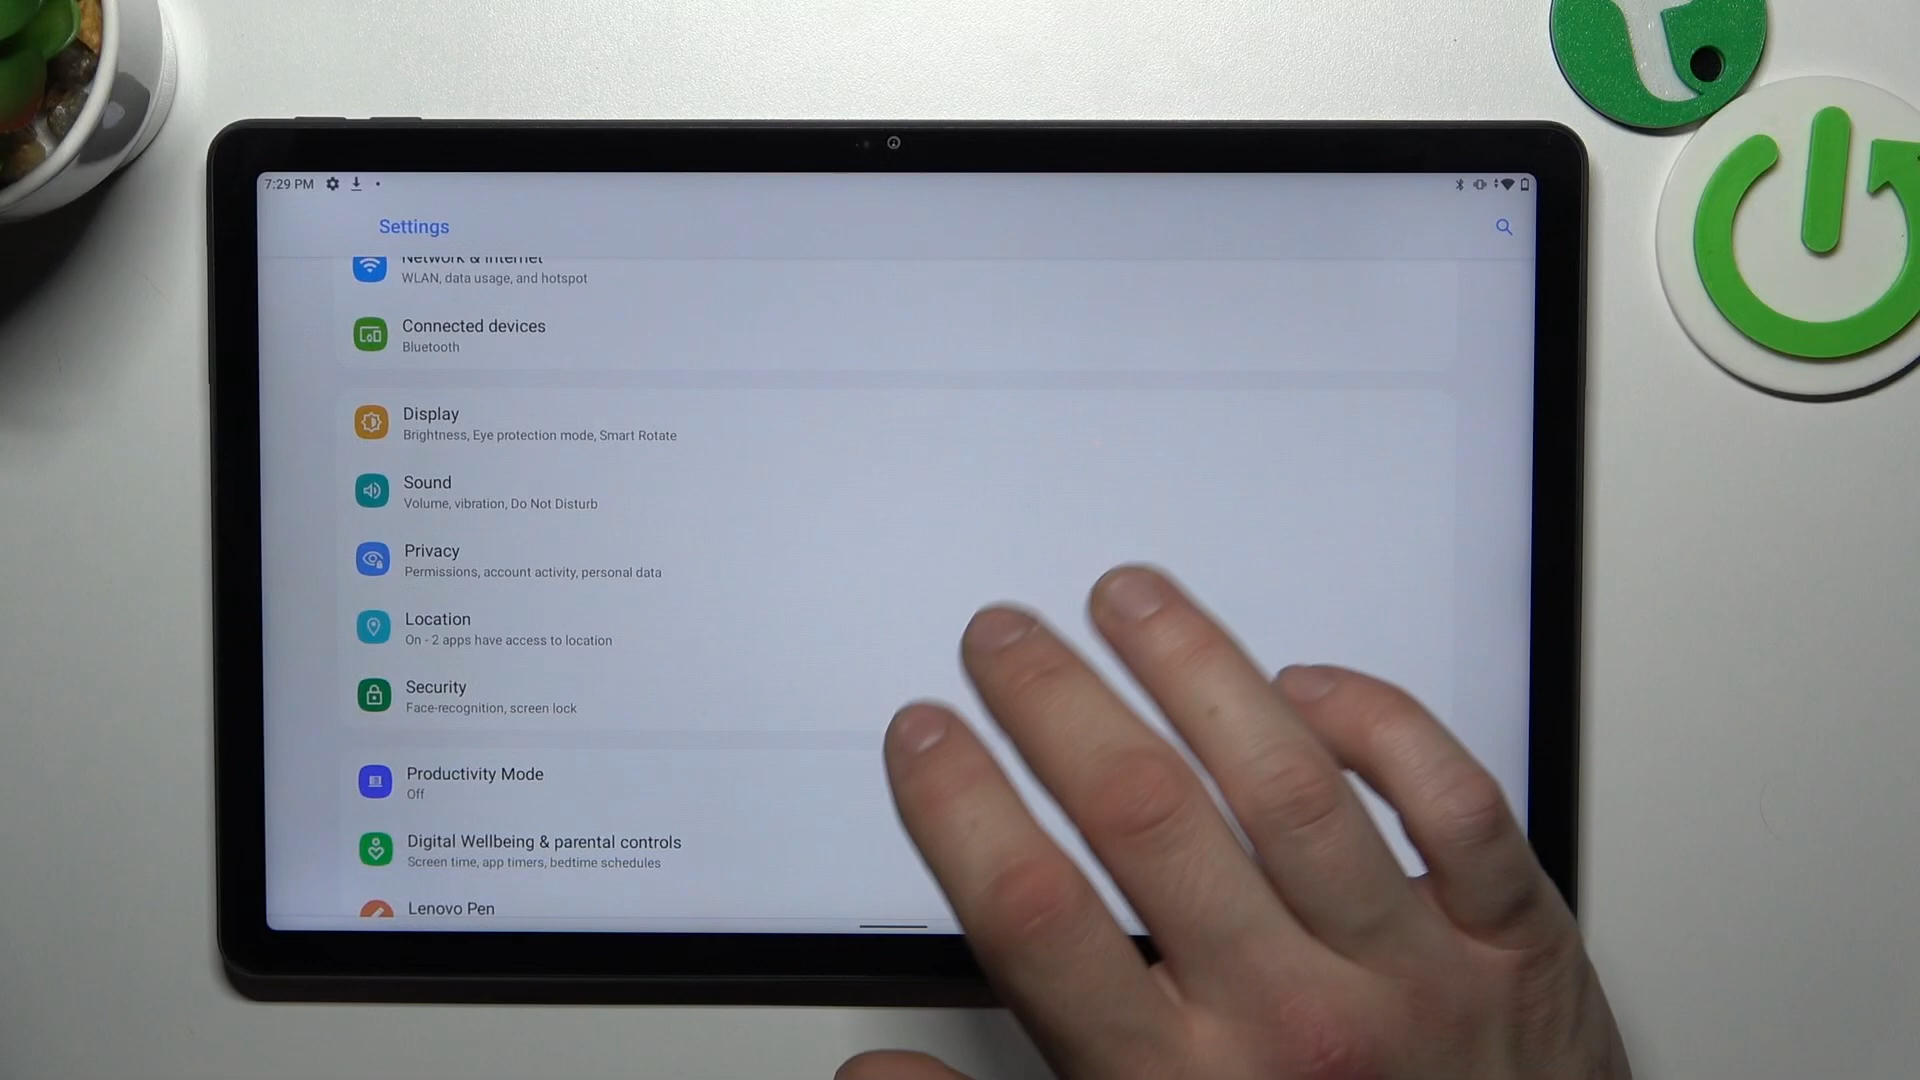 7:29 PM
Settings
Network & internet
WLAN, data usage, and hotspot
Connected devices
Bluetooth
Display
Brightness, Eye protection mode, Smart Rotate
Sound
Volume, vibration, Do Not Disturb
Privacy
Permissions, account activity, personal data
Location
On - 2 apps have access to location
Security
Face-recognition, screen lock
Productivity Mode
Off
Digital Wellbeing & parental controls
Screen time, app timers, bedtime schedules
Lenovo Pen